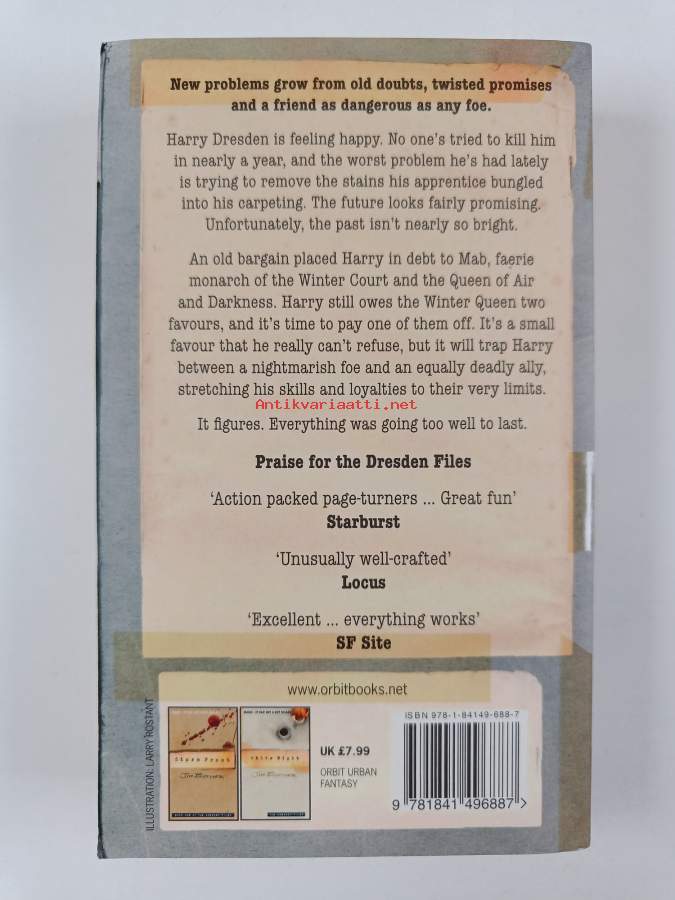 New problems grow from old doubts, twisted promises
and a friend as dangerous as any foe.
Harry Dresden is feeling happy. No one's tried to kill him
in nearly a year, and the worst problem he's had lately
is trying to remove the stains his apprentice bungled
into his carpeting. The future looks fairly promising.
Unfortunately, the past isn't nearly so bright.
An old bargain placed Harry in debt to Mab, faerie
monarch of the Winter Court and the Queen of Air
and Darkness. Harry still owes the Winter Queen two
favours, and it's time to pay one of them off. It's a small
favour that he really can't refuse, but it will trap Harry
between a nightmarish foe and an equally deadly ally,
stretching his skills and loyalties to their very limits.
Antikvariaatti.net
It figures. Everything was going too well to last.
Praise for the Dresden Files
‘Action packed page-turners ... Great fun’
Starburst
‘Unusually well-crafted’
Locus
‘Excellent ... everything works’
SF Site
www.orbitbooks.net
ILLUSTRATION: LARRY ROSTANT
Storm Front
Jim Butcher
White Night
Jim Butcher
UK £7.99
ORBIT URBAN
FANTASY
ISBN 978-1-84149-688-7
9 781841 496887 >